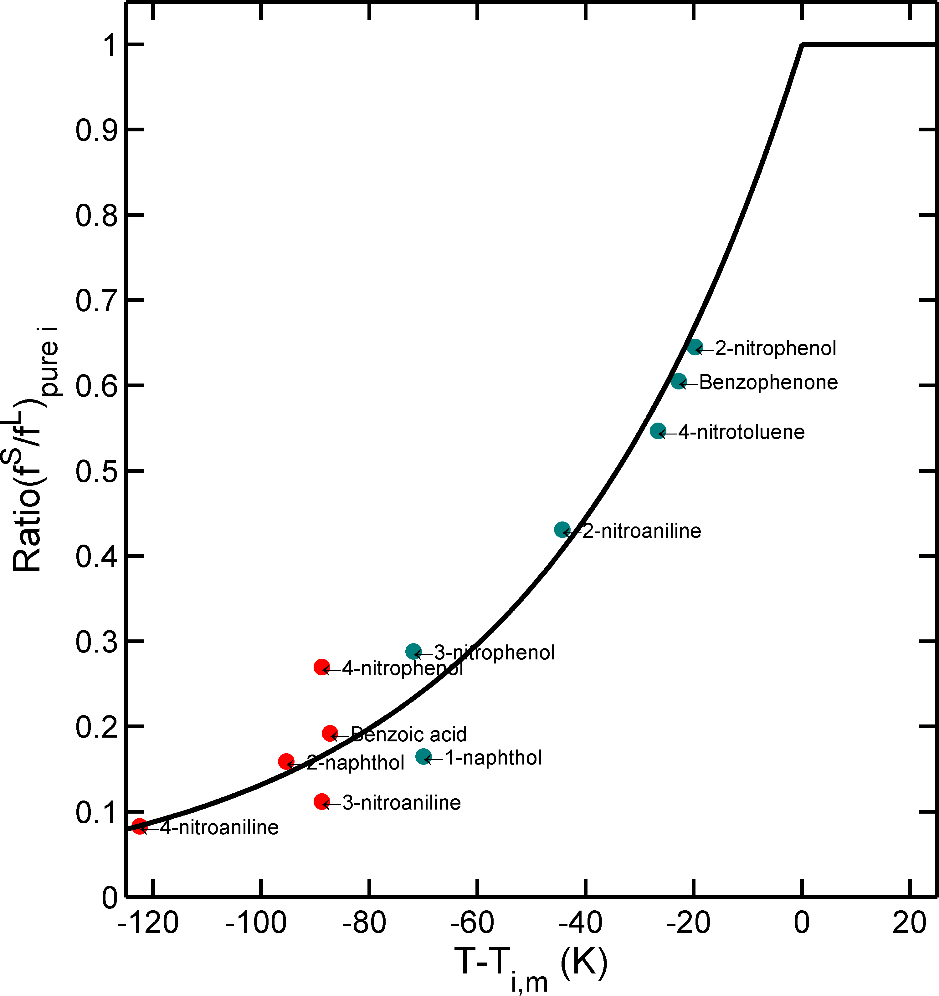 1
0.9
0.8
0.7
0.6
0.5
0.4
0.3
0.2
0.1
0
Ratio(f^S/f^L)_pure i
2-nitrophenol
Benzophenone
4-nitrotoluene
2-nitroaniline
3-nitrophenol
4-nitrophenol
Benzoic acid
1-naphthol
2-naphthol
3-nitroaniline
4-nitroaniline
-120 -100 -80 -60 -40 -20 0 20
T-T_i,m (K)